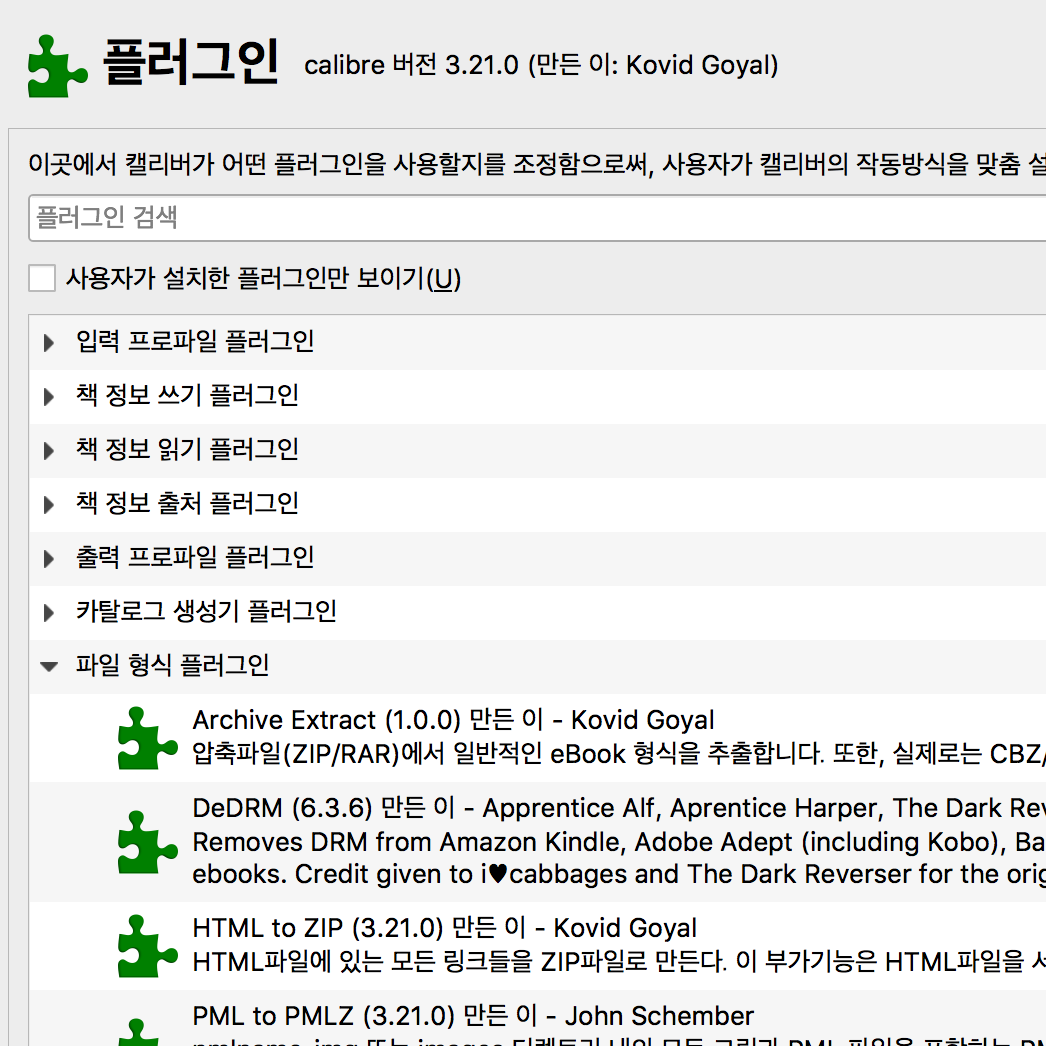 플러그인 calibre 버전 3.21.0 (만든 이: Kovid Goyal)
이곳에서 캘리버가 어떤 플러그인을 사용할지를 조정함으로써, 사용자가 캘리버의 작동방식을 맞춤 설
플러그인 검색
사용자가 설치한 플러그인만 보이기(U)
입력 프로파일 플러그인
책 정보 쓰기 플러그인
책 정보 읽기 플러그인
책 정보 출처 플러그인
출력 프로파일 플러그인
카탈로그 생성기 플러그인
파일 형식 플러그인
Archive Extract (1.0.0) 만든 이 - Kovid Goyal
압축파일(ZIP/RAR)에서 일반적인 eBook 형식을 추출합니다. 또한, 실제로는 CBZ/
DeDRM (6.3.6) 만든 이 - Apprentice Alf, Aprentice Harper, The Dark Rev
Removes DRM from Amazon Kindle, Adobe Adept (including Kobo), Ba
ebooks. Credit given to i♥cabbages and The Dark Reverser for the orig
HTML to ZIP (3.21.0) 만든 이 - Kovid Goyal
HTML파일에 있는 모든 링크들을 ZIP파일로 만든다. 이 부가기능은 HTML파일을 서
PML to PMLZ (3.21.0) 만든 이 - John Schember